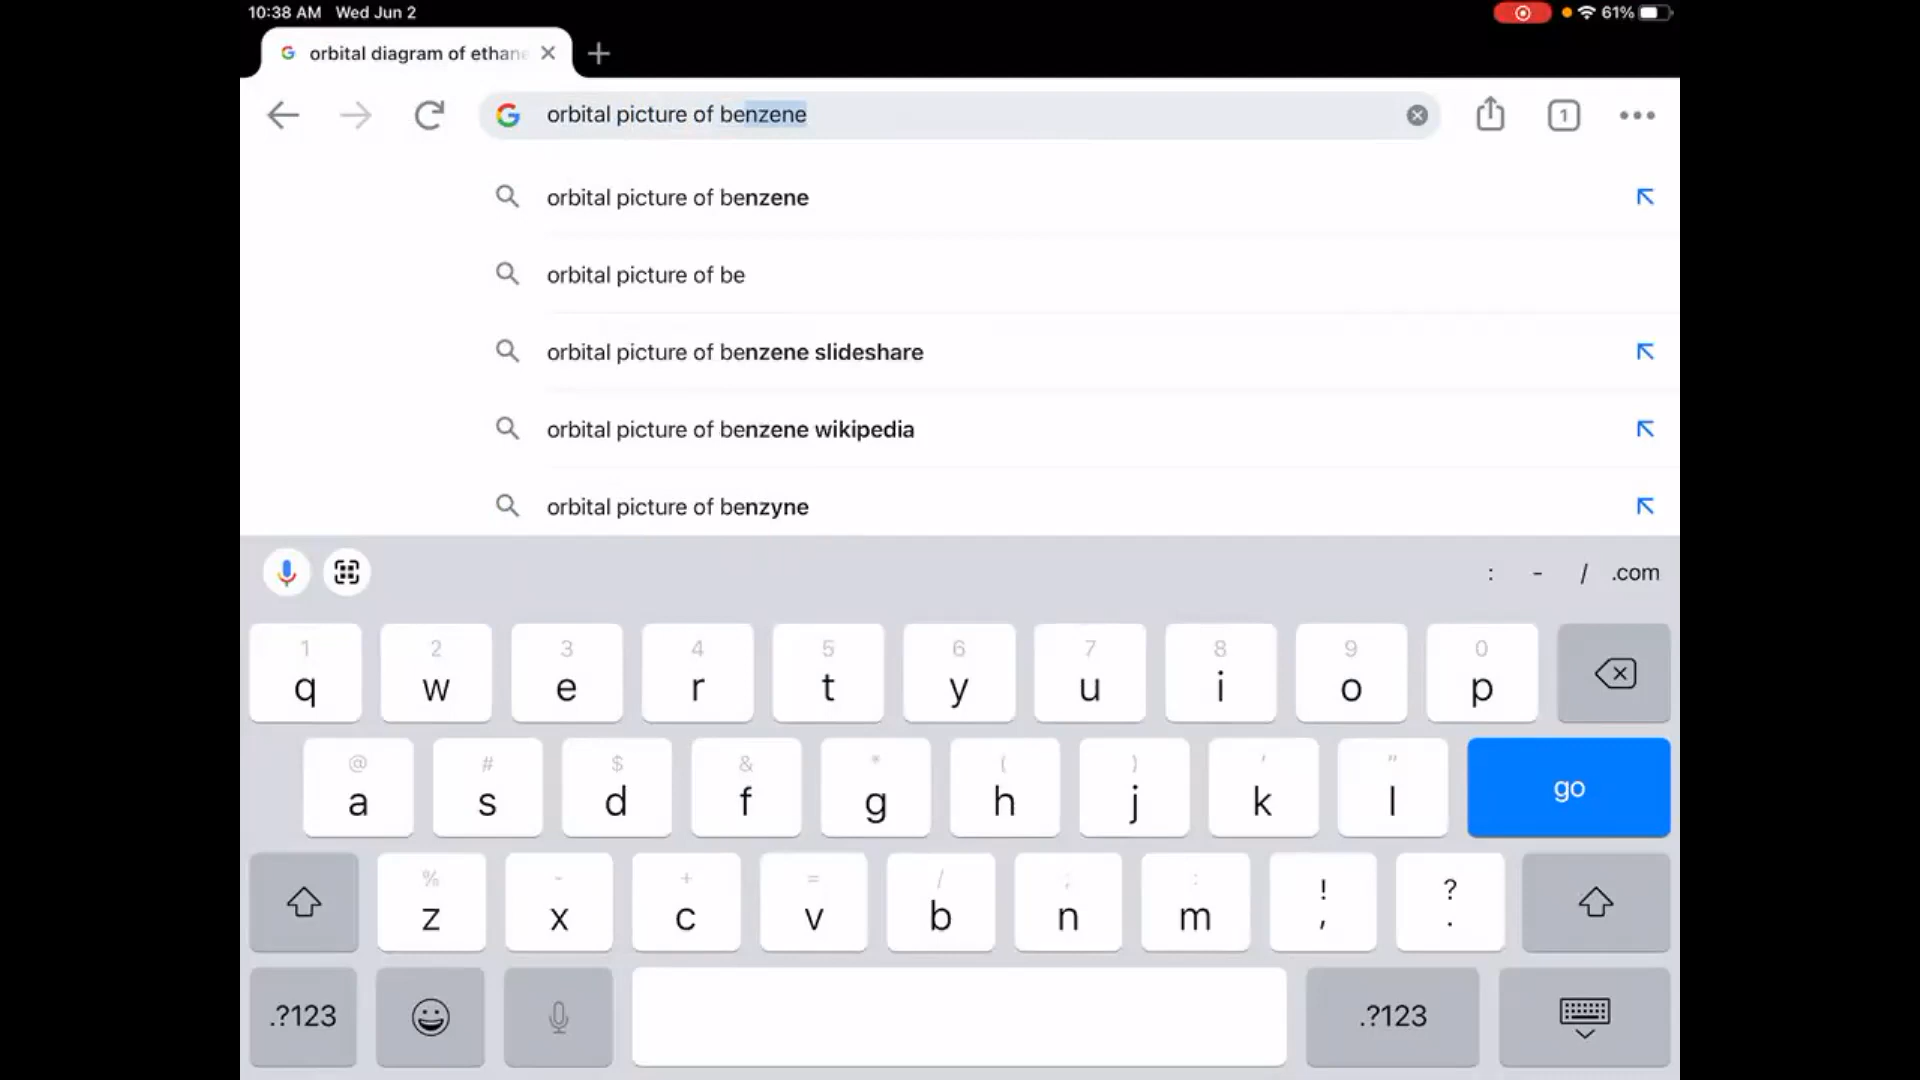 10:38 AM Wed Jun 2
61%
orbital diagram of ethane
orbital picture of benzene
1
orbital picture of benzene
orbital picture of be
orbital picture of benzene slideshare
orbital picture of benzene wikipedia
orbital picture of benzyne
: - / .com
1 2 3 4 5 6 7 8 9 0
q w e r t y u i o p
@ # $ & * ( ) ' "
a s d f g h j k l go
% - + = / ; : ! ?
z x c v b n m , .
.?123 .?123